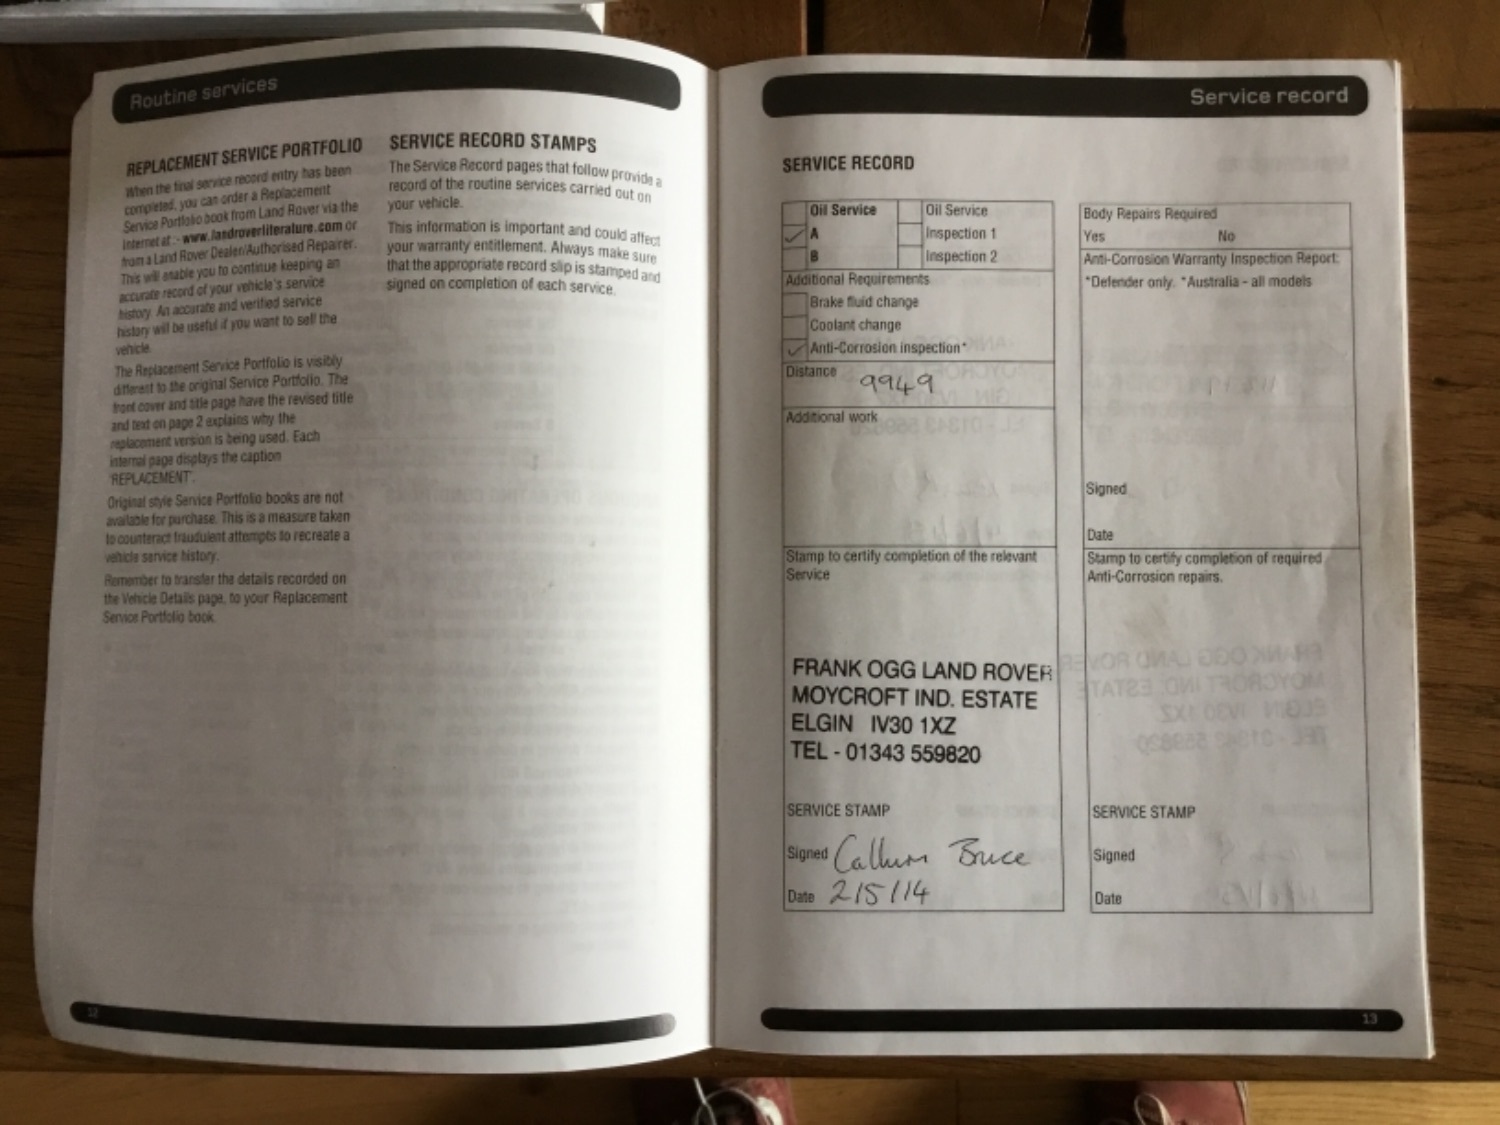 Routine services
REPLACEMENT SERVICE PORTFOLIO
When the final service record entry has been
completed, you can order a Replacement
Service Portfolio book from Land Rover via the
Internet at :- www.landroverliterature.com or
from a Land Rover Dealer/Authorised Repairer.
This will enable you to continue keeping an
accurate record of your vehicle's service
history. An accurate and verified service
history will be useful if you want to sell the
vehicle.
The Replacement Service Portfolio is visibly
different to the original Service Portfolio. The
front cover and title page have the revised title
and text on page 2 explains why the
replacement version is being used. Each
internal page displays the caption
'REPLACEMENT'.
Original style Service Portfolio books are not
available for purchase. This is a measure taken
to counteract fraudulent attempts to recreate a
vehicle service history.
Remember to transfer the details recorded on
the Vehicle Details page, to your Replacement
Service Portfolio book.
SERVICE RECORD STAMPS
The Service Record pages that follow provide a
record of the routine services carried out on
your vehicle.
This information is important and could affect
your warranty entitlement. Always make sure
that the appropriate record slip is stamped and
signed on completion of each service.
12
Service record
SERVICE RECORD
Oil Service
A
B
Oil Service
Inspection 1
Inspection 2
Additional Requirements
Brake fluid change
Coolant change
Anti-Corrosion inspection*
Distance 9949
Additional work
Stamp to certify completion of the relevant
Service
FRANK OGG LAND ROVER
MOYCROFT IND. ESTATE
ELGIN IV30 1XZ
TEL - 01343 559820
SERVICE STAMP
Signed Callum Bruce
Date 2/5/14
Body Repairs Required
Yes No
Anti-Corrosion Warranty Inspection Report:
*Defender only. *Australia - all models
Signed
Date
Stamp to certify completion of required
Anti-Corrosion repairs.
SERVICE STAMP
Signed
Date
13